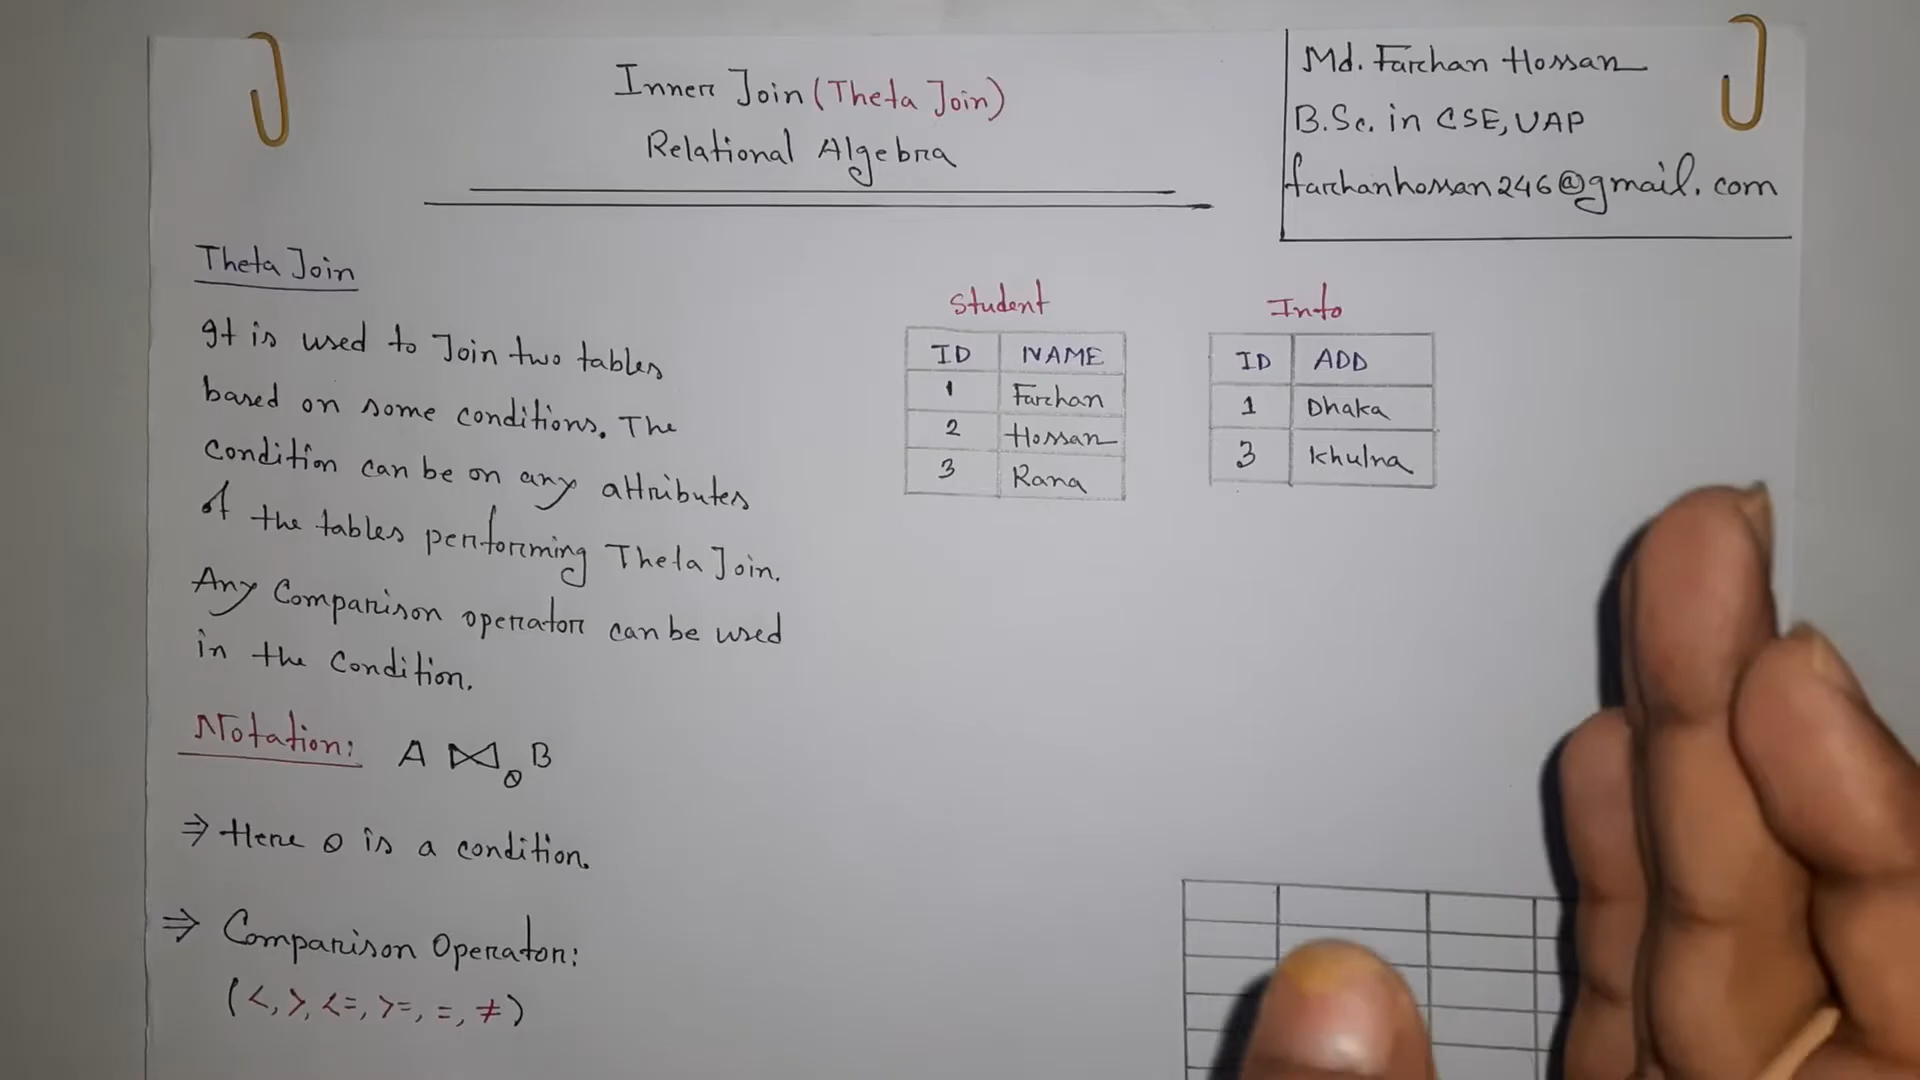 Inner Join (Theta Join)
Relational Algebra
Md. Farhan Hossan
B.Sc. in CSE, UAP
farhanhossan246@gmail.com
Theta Join
It is used to Join two tables
based on some conditions. The
Condition can be on any attributes
of the tables performing Theta Join.
Any Comparison operator can be used
in the Condition.
Notation: A ⋈θ B
⇒ Here θ is a condition.
⇒ Comparison Operator:
(<, >, <=, >=, =, ≠)
Student
ID NAME
1 Farhan
2 Hossan
3 Rana
Info
ID ADD
1 Dhaka
3 Khulna